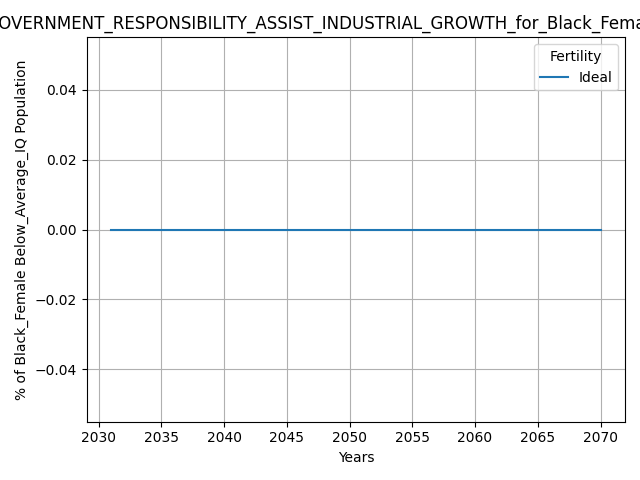 OVERNMENT_RESPONSIBILITY_ASSIST_INDUSTRIAL_GROWTH_for_Black_Fema
Fertility
Ideal
% of Black_Female Below_Average_IQ Population
0.04
0.02
0.00
−0.02
−0.04
2030 2035 2040 2045 2050 2055 2060 2065 2070
Years